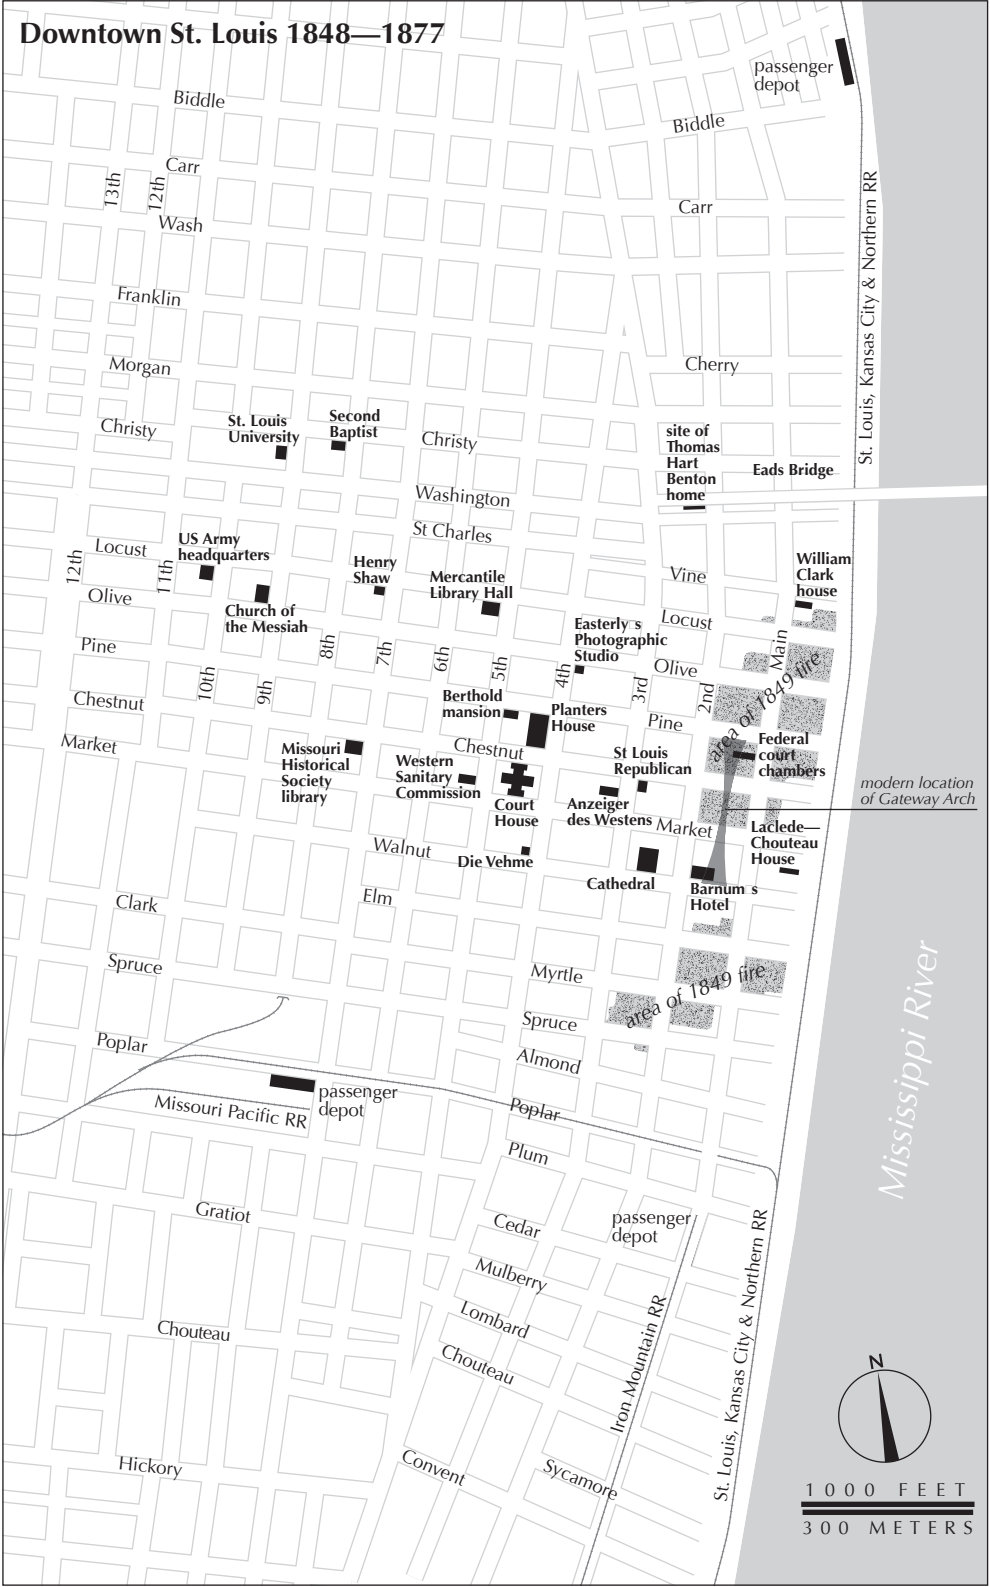 Downtown St. Louis 1848—1877
passenger
depot
Biddle
Biddle
Carr
13th
12th
Carr
Wash
St. Louis, Kansas City & Northern RR
Franklin
Morgan
Cherry
Christy
St. Louis
University
Second
Baptist
Christy
site of
Thomas
Hart
Benton
home
Eads Bridge
Washington
St Charles
12th
Locust
11th
US Army
headquarters
Henry
Shaw
Mercantile
Library Hall
Vine
William
Clark
house
Olive
Church of
the Messiah
Easterly s
Photographic
Studio
Locust
Main
Pine
10th
9th
8th
7th
6th
5th
4th
3rd
Olive
2nd
area of 1849 fire
Chestnut
Berthold
mansion
Planters
House
Pine
Market
Missouri
Historical
Society
library
Western
Sanitary
Commission
Chestnut
Court
House
St Louis
Republican
Anzeiger
des Westens
Federal
court
chambers
modern location
of Gateway Arch
Market
Laclede—
Chouteau
House
Walnut
Die Vehme
Cathedral
Barnum s
Hotel
Clark
Elm
Spruce
Myrtle
area of 1849 fire
Spruce
Mississippi River
Poplar
Almond
passenger
depot
Missouri Pacific RR
Poplar
Plum
Gratiot
Cedar
passenger
depot
Mulberry
Lombard
Chouteau
Chouteau
Iron Mountain RR
St. Louis, Kansas City & Northern RR
Hickory
Convent
Sycamore
N
1000 FEET
300 METERS